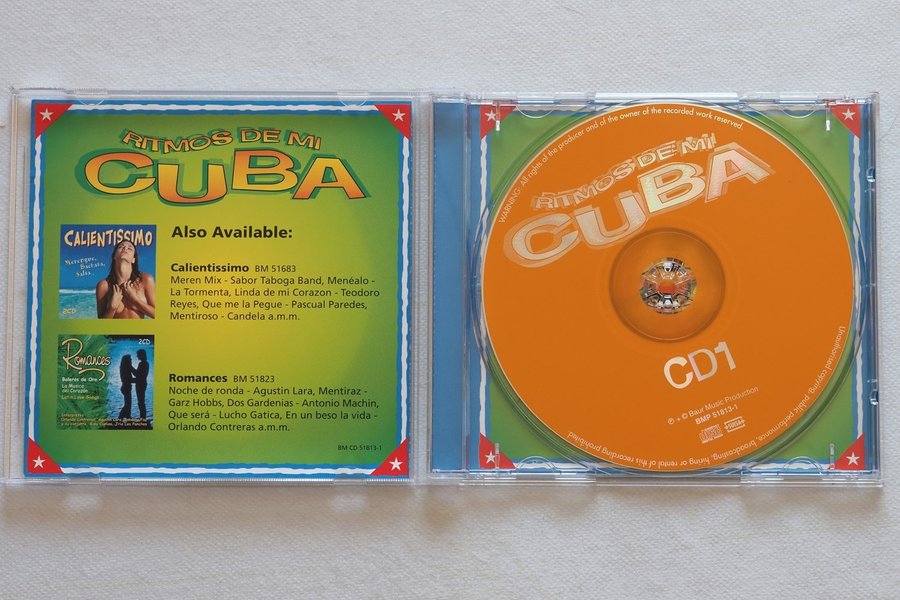 RITMOS DE MI
CUBA
Also Available:
CALIENTISSIMO
Merengue,
Bachata,
Salsa...
2CD
Calientissimo BM 51683
Meren Mix - Sabor Taboga Band, Menéalo -
La Tormenta, Linda de mi Corazon - Teodoro
Reyes, Que me la Pegue - Pascual Paredes,
Mentiroso - Candela a.m.m.
2CD
Romances
Boleros de Oro
La Musica
del Corazón
Latin Love Songs
Romances BM 51823
Noche de ronda - Agustin Lara, Mentiraz -
Garz Hobbs, Dos Gardenias - Antonio Machin,
Que será - Lucho Gatica, En un beso la vida -
Orlando Contreras a.m.m.
BM CD 51813-1
WARNING: All rights of the producer and of the owner of the recorded work reserved.
RITMOS DE MI
CUBA
CD1
℗ + © Baur Music Production
BMP 51813-1
Unauthorised copying, public performance, broadcasting, hiring or rental of this recording prohibited.